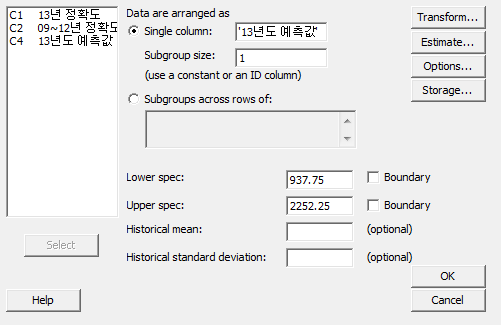 C1 13년 정확도
C2 09~12년 정확도
C4 13년도 예측값
Data are arranged as
Single column: '13년도 예측값'
Subgroup size: 1
(use a constant or an ID column)
Subgroups across rows of:
Transform...
Estimate...
Options...
Storage...
Lower spec: 937.75 Boundary
Upper spec: 2252.25 Boundary
Historical mean: (optional)
Historical standard deviation: (optional)
Select
Help
OK
Cancel